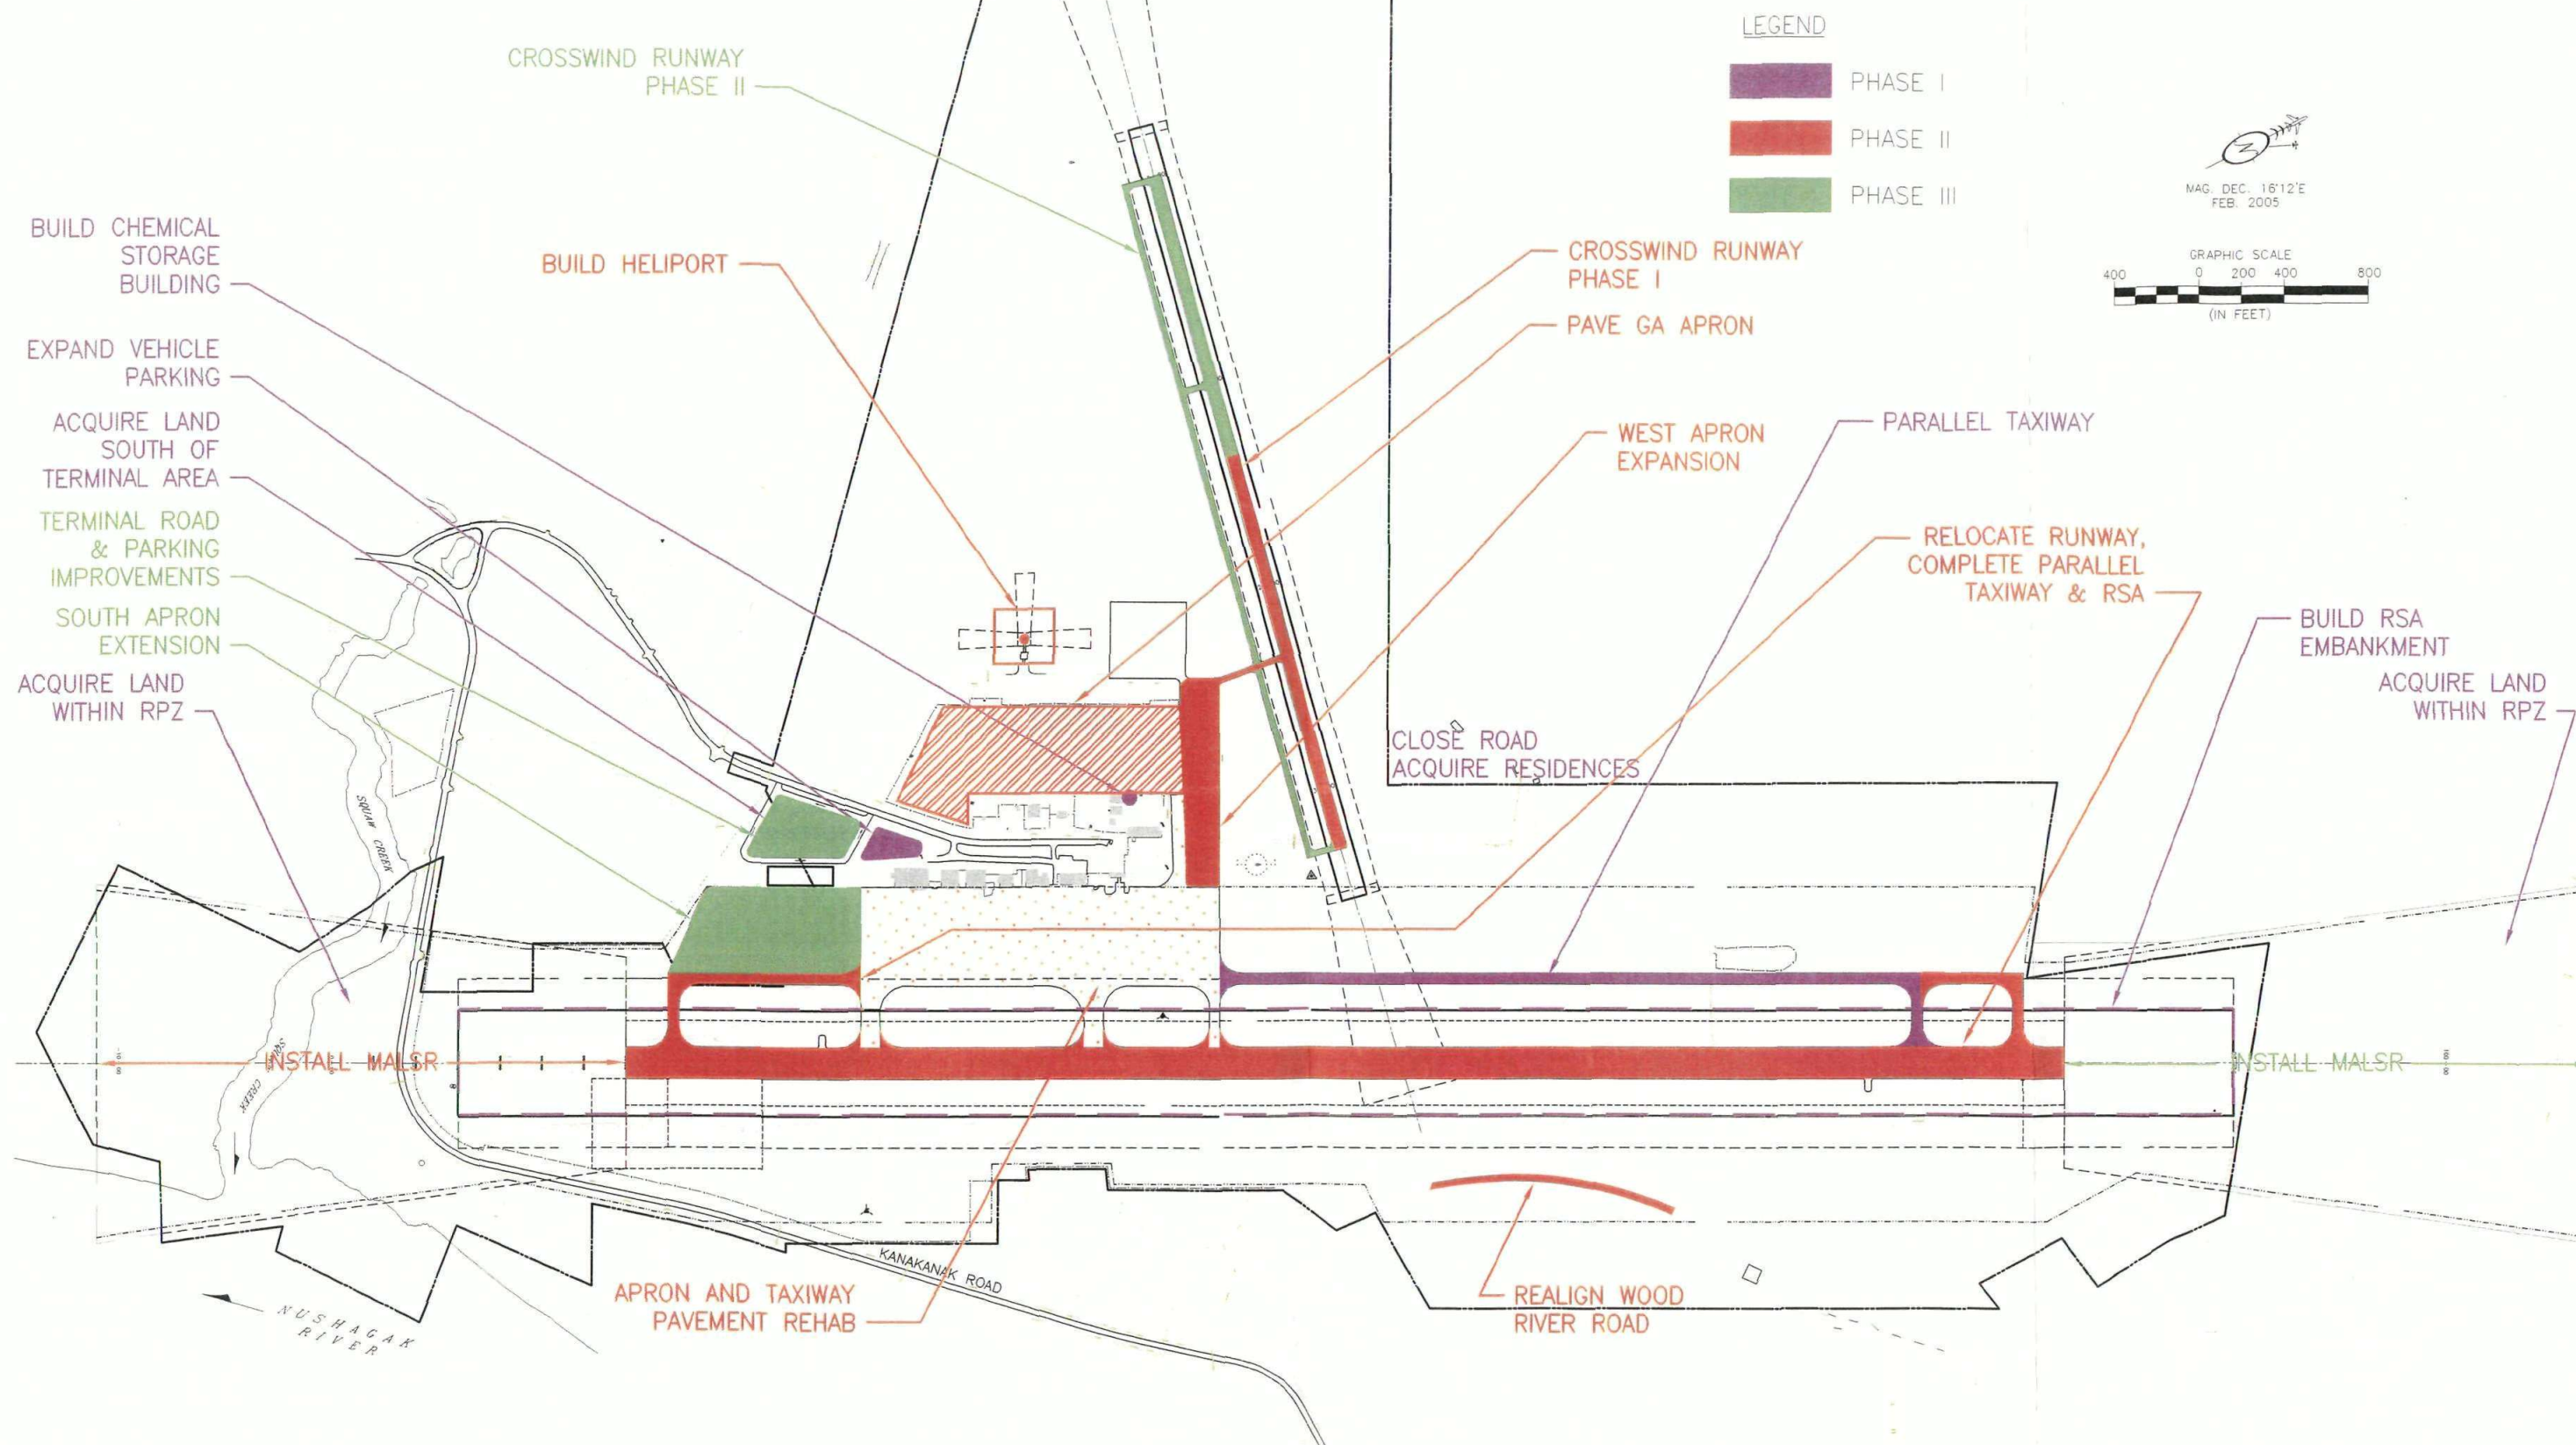 LEGEND
PHASE I
PHASE II
PHASE III
MAG. DEC. 16°12'E
FEB. 2005
GRAPHIC SCALE
400 0 200 400 800
(IN FEET)
CROSSWIND RUNWAY
PHASE II
BUILD CHEMICAL
STORAGE
BUILDING
EXPAND VEHICLE
PARKING
ACQUIRE LAND
SOUTH OF
TERMINAL AREA
TERMINAL ROAD
& PARKING
IMPROVEMENTS
SOUTH APRON
EXTENSION
ACQUIRE LAND
WITHIN RPZ
BUILD HELIPORT
CROSSWIND RUNWAY
PHASE I
PAVE GA APRON
WEST APRON
EXPANSION
PARALLEL TAXIWAY
RELOCATE RUNWAY,
COMPLETE PARALLEL
TAXIWAY & RSA
BUILD RSA
EMBANKMENT
ACQUIRE LAND
WITHIN RPZ
CLOSE ROAD
ACQUIRE RESIDENCES
SQUAW CREEK
SQUAW CREEK
INSTALL MALSR
INSTALL MALSR
KANAKANAK ROAD
NUSHAGAK
RIVER
APRON AND TAXIWAY
PAVEMENT REHAB
REALIGN WOOD
RIVER ROAD